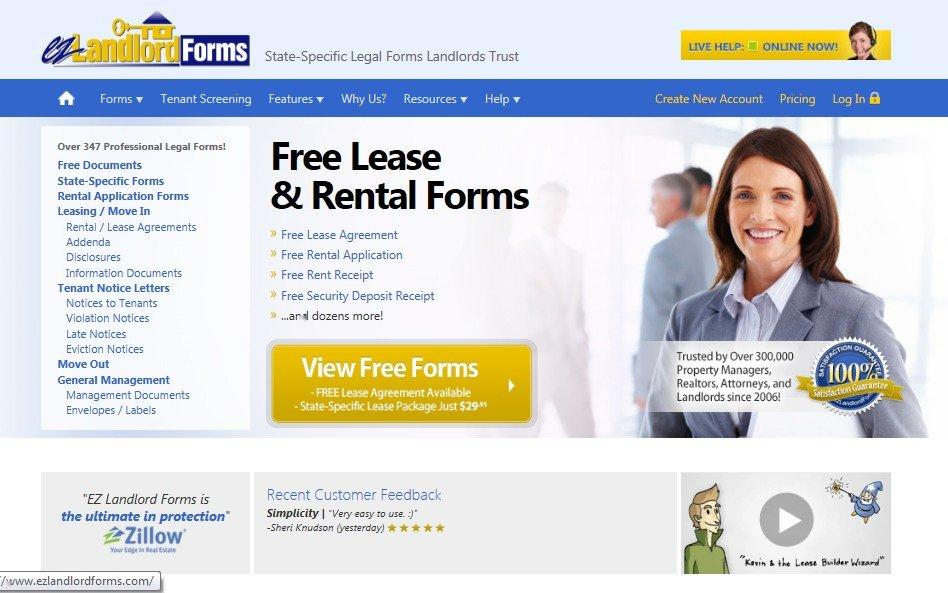 ezLandlordForms
State-Specific Legal Forms Landlords Trust
LIVE HELP: ONLINE NOW!
Forms ▾ Tenant Screening Features ▾ Why Us? Resources ▾ Help ▾ Create New Account Pricing Log In
Over 347 Professional Legal Forms!
Free Documents
State-Specific Forms
Rental Application Forms
Leasing / Move In
Rental / Lease Agreements
Addenda
Disclosures
Information Documents
Tenant Notice Letters
Notices to Tenants
Violation Notices
Late Notices
Eviction Notices
Move Out
General Management
Management Documents
Envelopes / Labels
Free Lease
& Rental Forms
» Free Lease Agreement
» Free Rental Application
» Free Rent Receipt
» Free Security Deposit Receipt
» ...and dozens more!
View Free Forms
- FREE Lease Agreement Available
- State-Specific Lease Package Just $29.95
Trusted by Over 300,000
Property Managers,
Realtors, Attorneys, and
Landlords since 2006!
SATISFACTION GUARANTEE
100%
Satisfaction Guarantee
"EZ Landlord Forms is
the ultimate in protection"
Zillow
Your Edge in Real Estate
Recent Customer Feedback
Simplicity | "Very easy to use. :)"
-Sheri Knudson (yesterday) ★★★★★
"Kevin & the Lease Builder Wizard"
/www.ezlandlordforms.com/